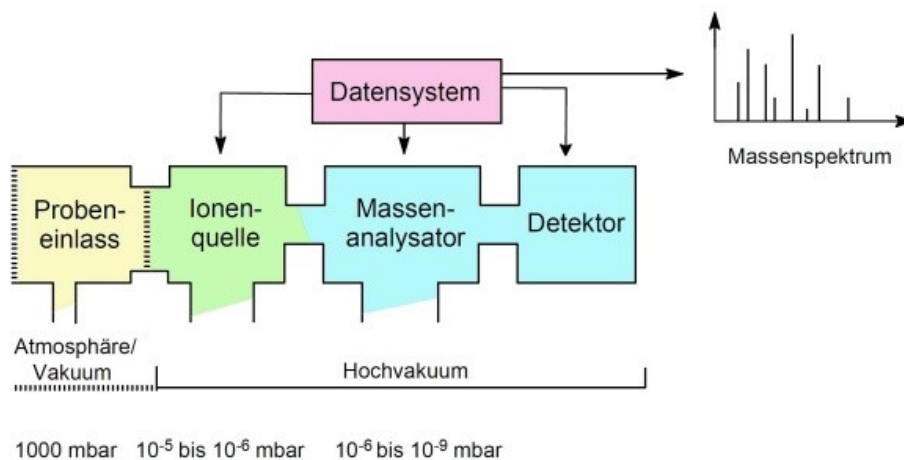 Datensystem
Massenspektrum
Proben-
einlass
Ionen-
quelle
Massen-
analysator
Detektor
Atmosphäre/
Vakuum
Hochvakuum
1000 mbar 10⁻⁵ bis 10⁻⁶ mbar 10⁻⁶ bis 10⁻⁹ mbar